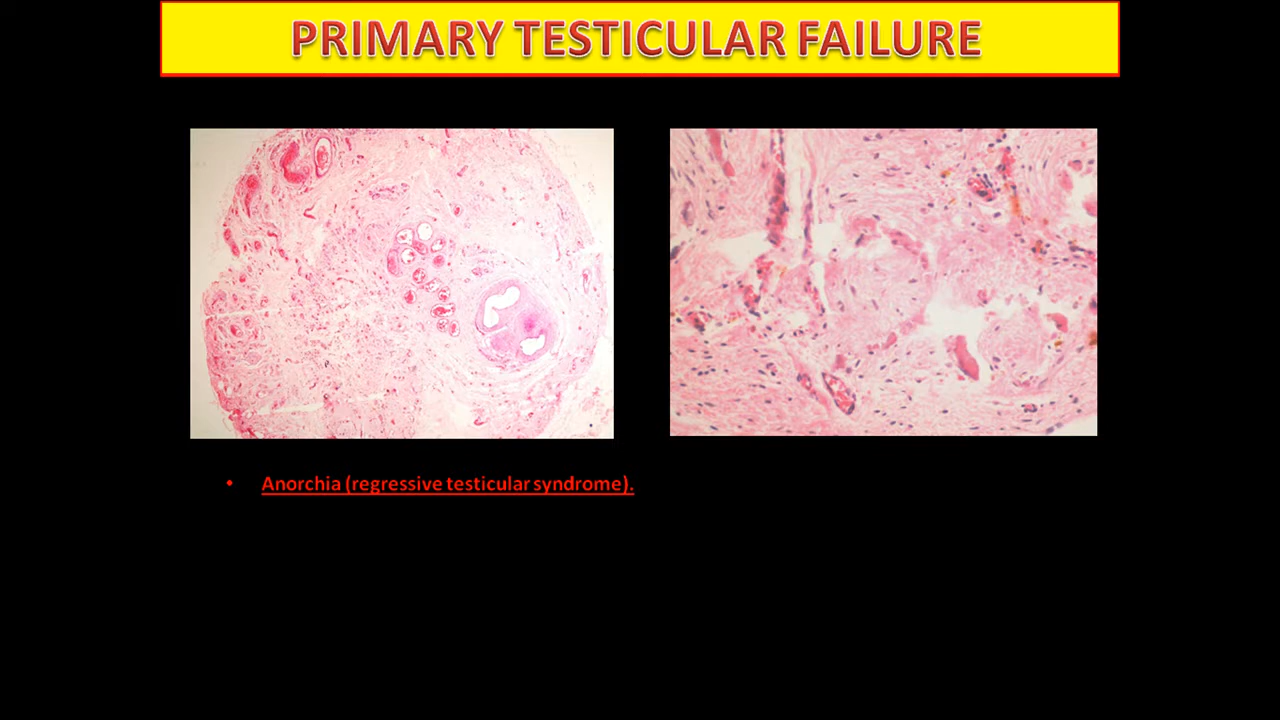 PRIMARY TESTICULAR FAILURE
• Anorchia (regressive testicular syndrome).